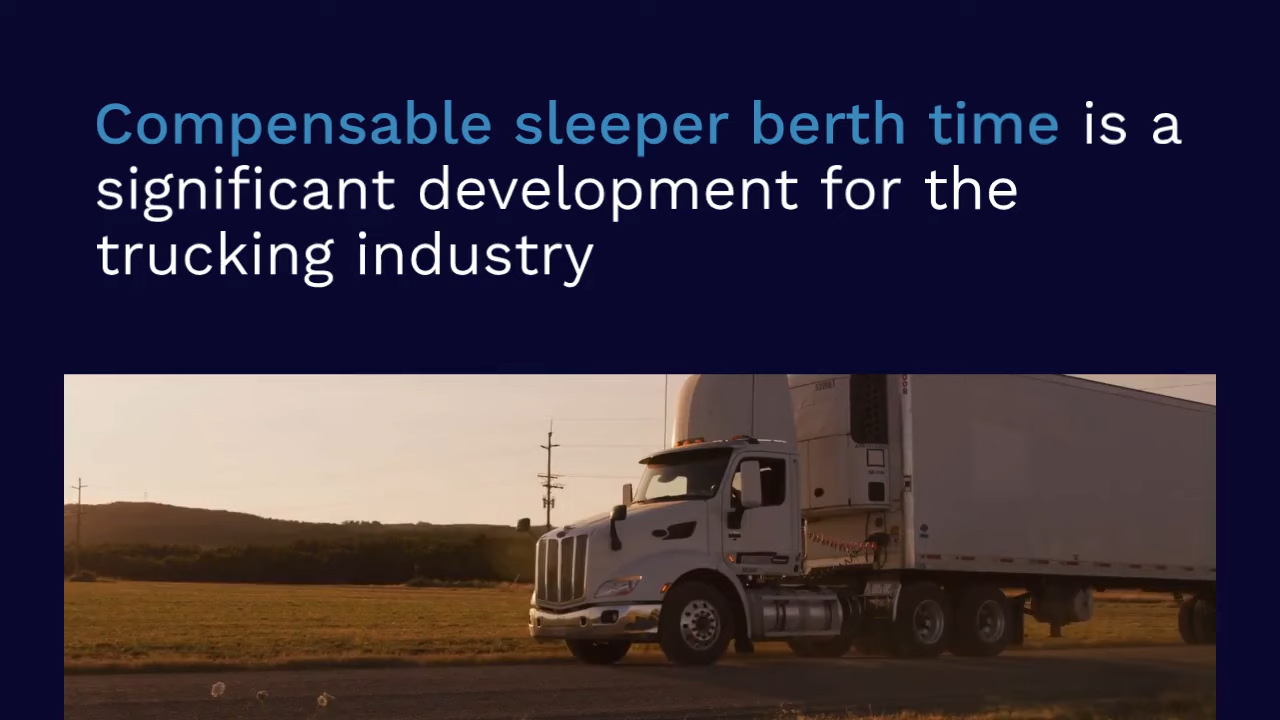 Compensable sleeper berth time is a
significant development for the
trucking industry